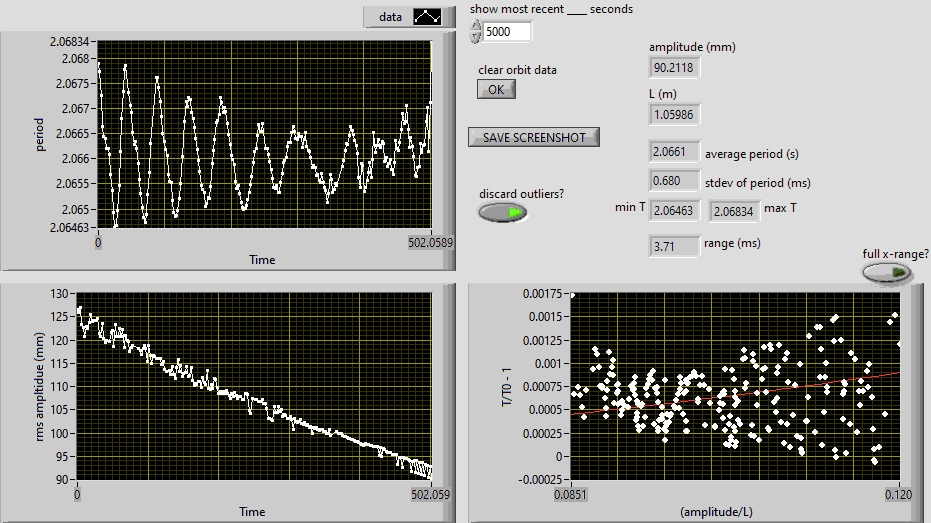 data
2.06834
2.068
2.0675
2.067
2.0665
2.066
2.0655
2.065
2.06463
period
0
502.0589
Time
show most recent ____ seconds
5000
clear orbit data
OK
SAVE SCREENSHOT
discard outliers?
amplitude (mm)
90.2118
L (m)
1.05986
2.0661 average period (s)
0.680 stdev of period (ms)
min T 2.06463 2.06834 max T
3.71 range (ms)
full x-range?
130
125
120
115
110
105
100
95
90
rms ampltidue (mm)
0
502.059
Time
0.00175
0.0015
0.00125
0.001
0.00075
0.0005
0.00025
0
-0.00025
T/T0 - 1
0.0851
0.120
(amplitude/L)